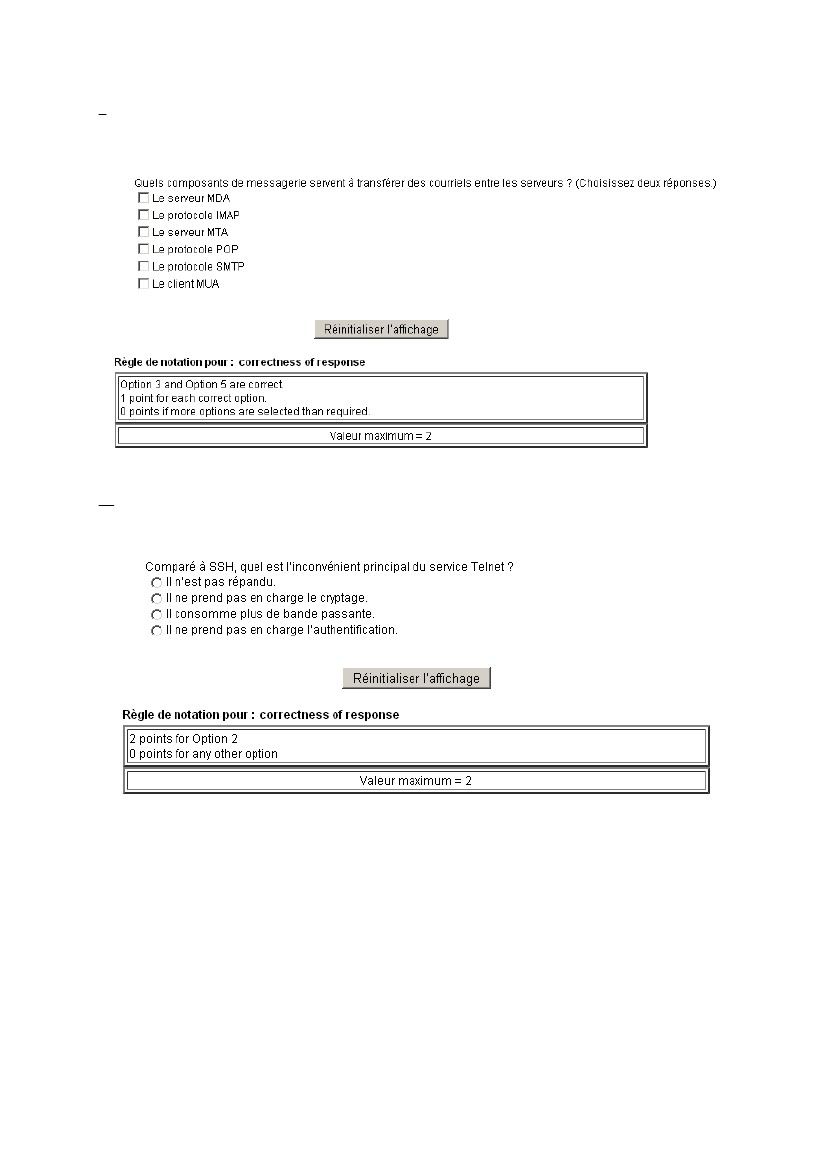 Quels composants de messagerie servent à transférer des courriels entre les serveurs ? (Choisissez deux réponses.)
Le serveur MDA
Le protocole IMAP
Le serveur MTA
Le protocole POP
Le protocole SMTP
Le client MUA
Réinitialiser l'affichage
Règle de notation pour : correctness of response
Option 3 and Option 5 are correct
1 point for each correct option.
0 points if more options are selected than required.
Valeur maximum = 2
Comparé à SSH, quel est l'inconvénient principal du service Telnet ?
Il n'est pas répandu.
Il ne prend pas en charge le cryptage.
Il consomme plus de bande passante.
Il ne prend pas en charge l'authentification.
Réinitialiser l'affichage
Règle de notation pour : correctness of response
2 points for Option 2
0 points for any other option
Valeur maximum = 2